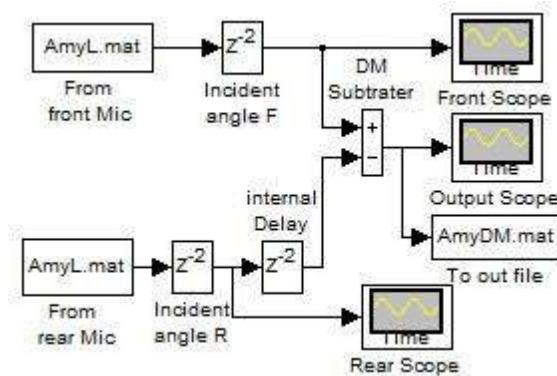 AmyL.mat
From
front Mic
Z-2
Incident
angle F
DM
Subtrater
+
−
Time
Front Scope
Time
Output Scope
AmyDM.mat
To out file
internal
Delay
AmyL.mat
From
rear Mic
Z-2
Incident
angle R
Z-2
Time
Rear Scope